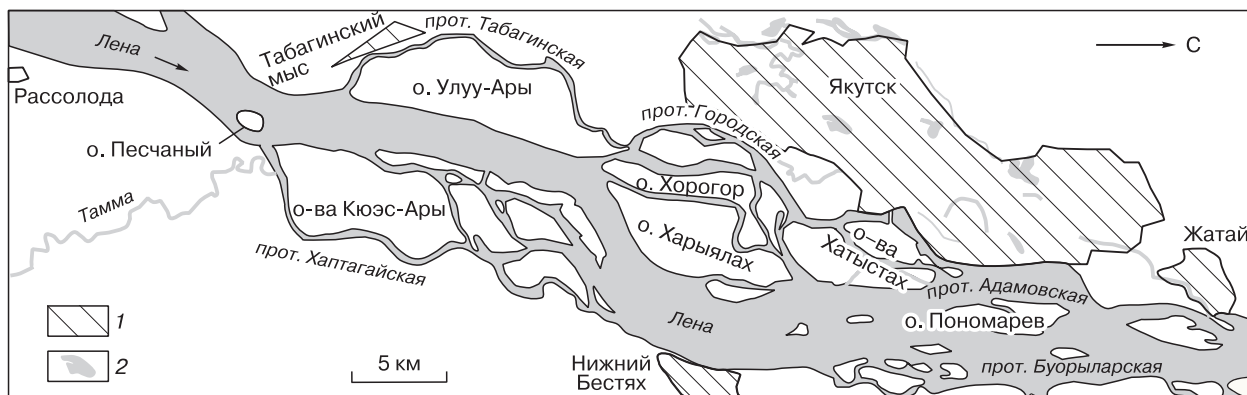 Лена
Рассолода
Табагинский
мыс
прот. Табагинская
о. Улуу-Ары
о. Песчаный
Тамма
о-ва Кюэс-Ары
прот. Хаптагайская
прот. Городская
Якутск
С
о. Хорогор
о. Харыялах
о-ва
Хатыстах
Жатай
прот. Адамовская
о. Пономарев
Лена
Нижний
Бестях
прот. Буорыларская
1
2
5 км